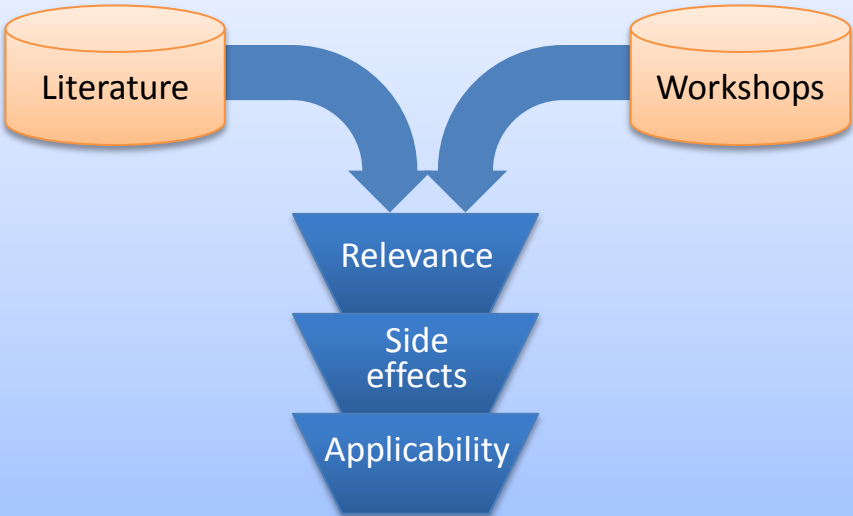 Literature
Workshops
Relevance
Side
effects
Applicability